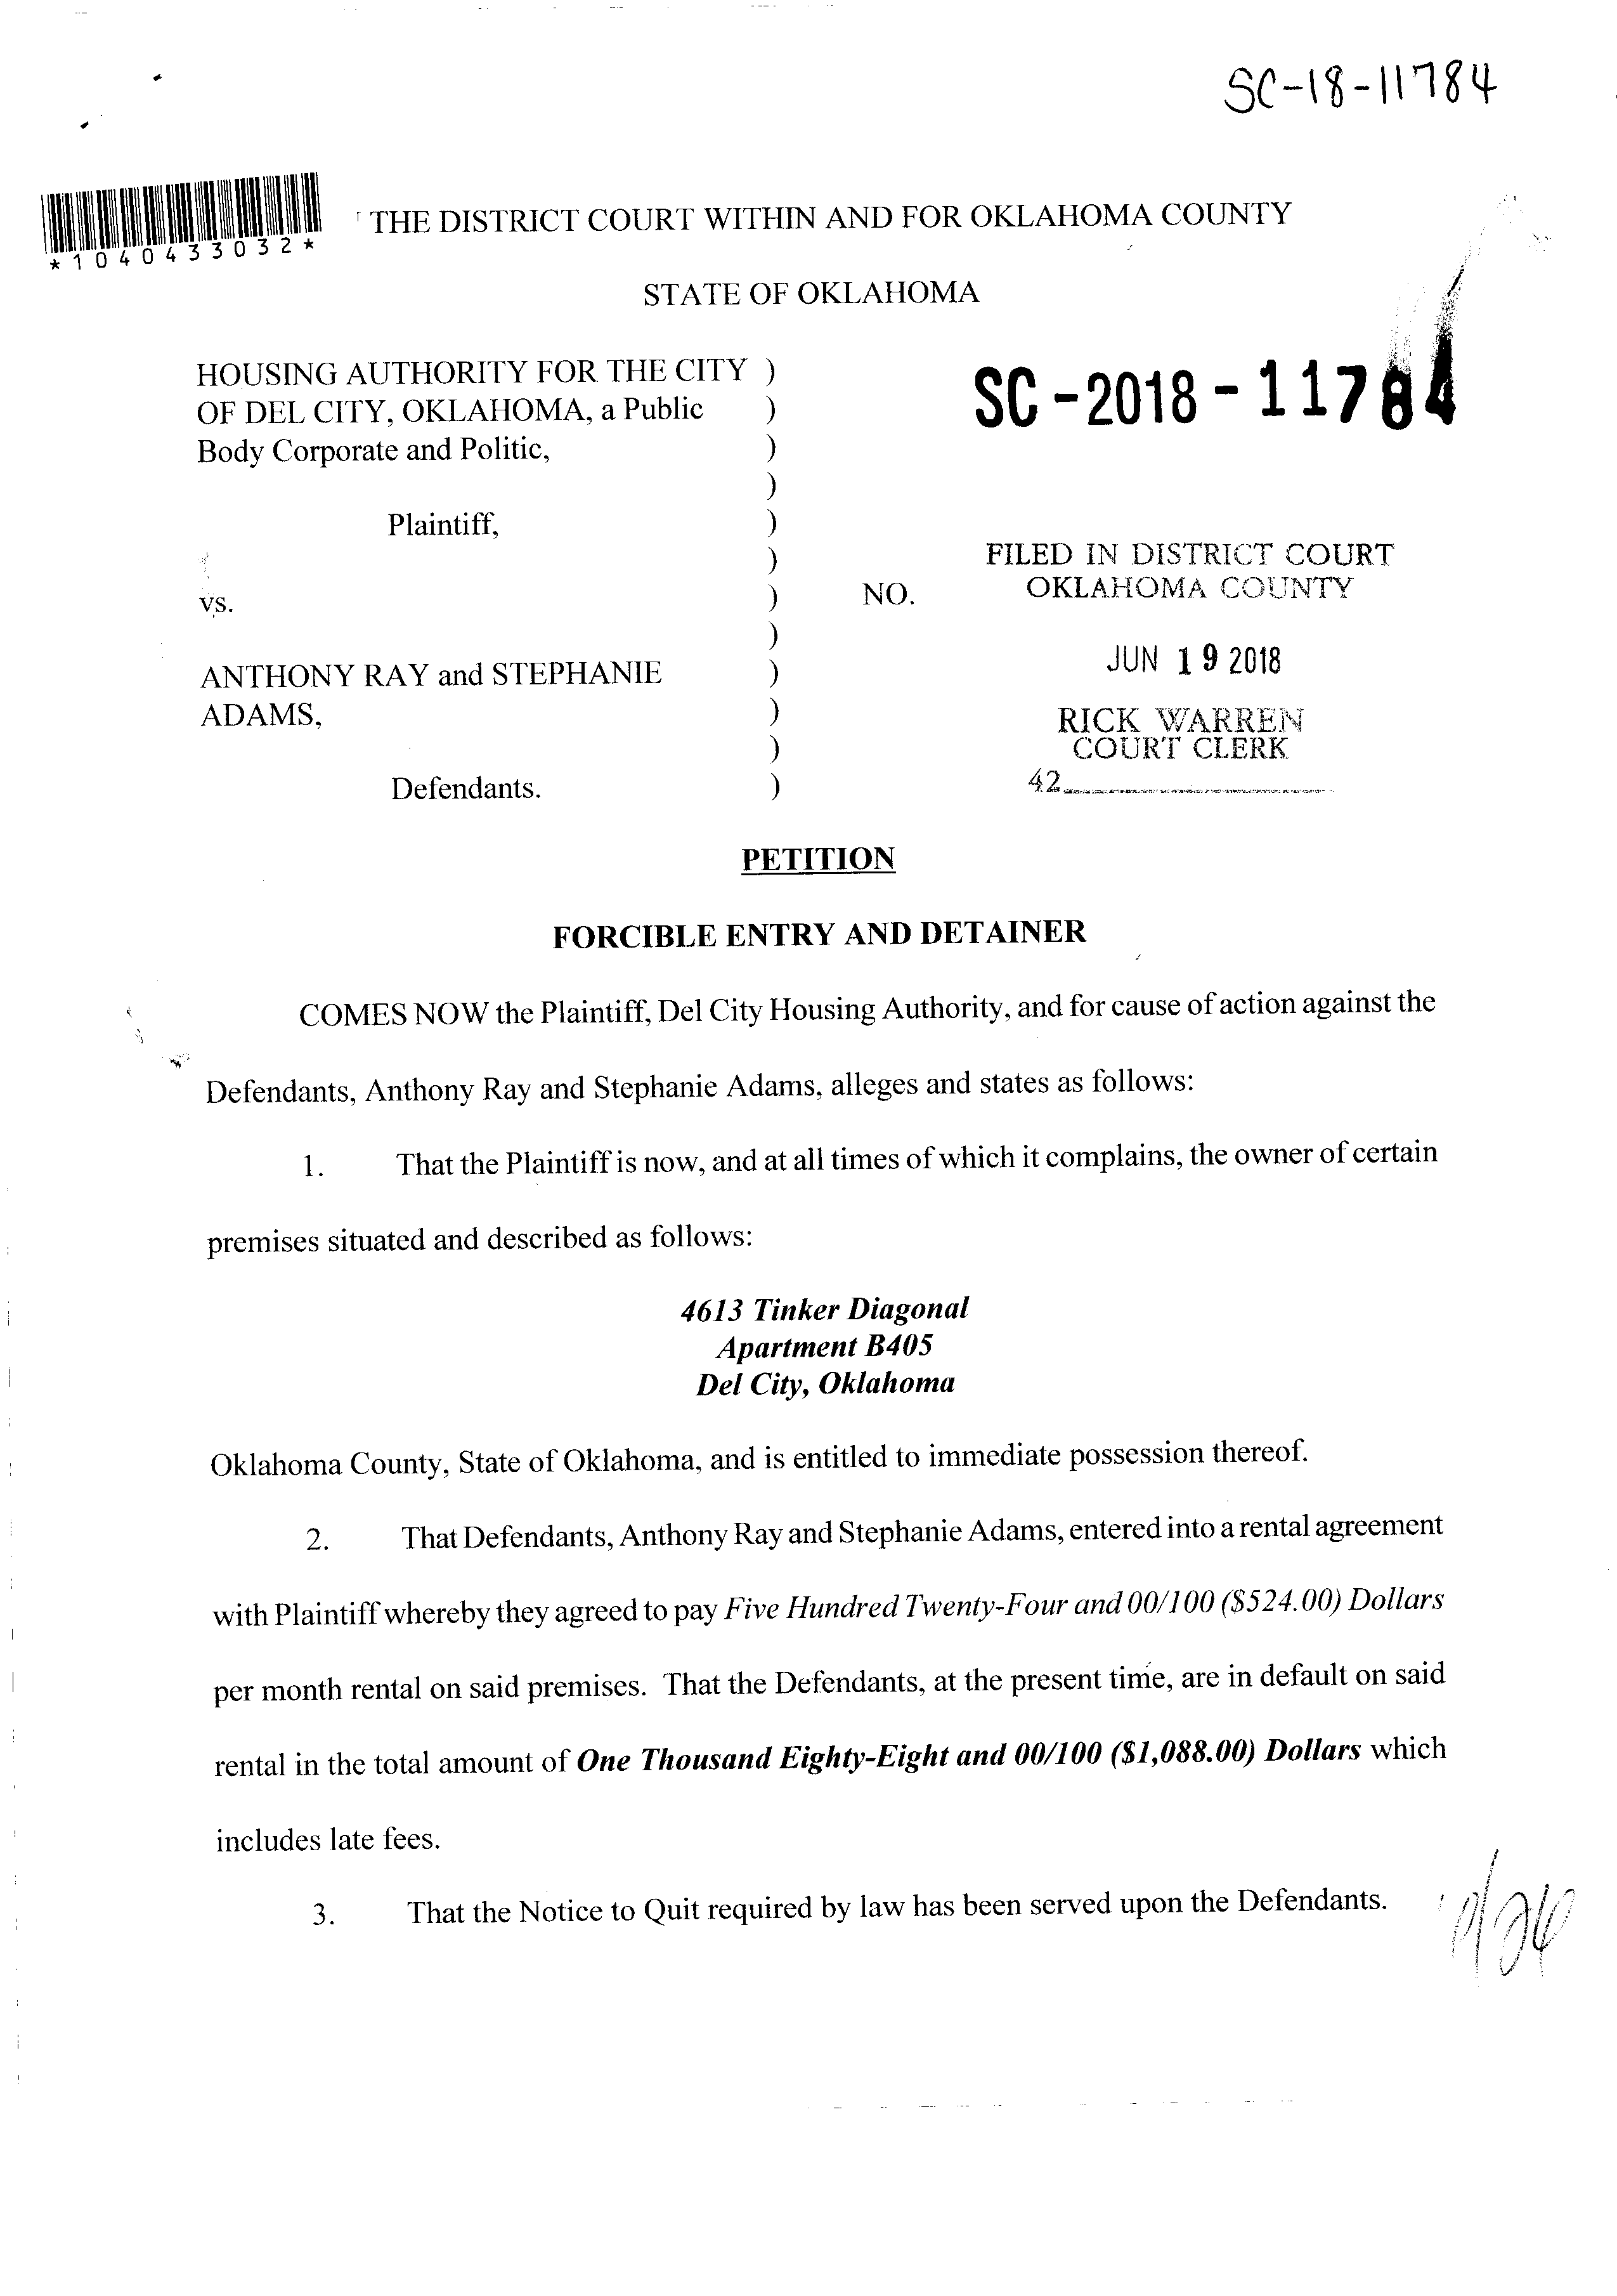 SC-18-11784
*1040433032*
THE DISTRICT COURT WITHIN AND FOR OKLAHOMA COUNTY
STATE OF OKLAHOMA
HOUSING AUTHORITY FOR THE CITY )
OF DEL CITY, OKLAHOMA, a Public )
Body Corporate and Politic, )
)
Plaintiff, )
)
vs. ) NO.
)
ANTHONY RAY and STEPHANIE )
ADAMS, )
)
Defendants. )
SC-2018-11784
FILED IN DISTRICT COURT
OKLAHOMA COUNTY
JUN 19 2018
RICK WARREN
COURT CLERK
42
PETITION
FORCIBLE ENTRY AND DETAINER
COMES NOW the Plaintiff, Del City Housing Authority, and for cause of action against the
Defendants, Anthony Ray and Stephanie Adams, alleges and states as follows:
1. That the Plaintiff is now, and at all times of which it complains, the owner of certain
premises situated and described as follows:
4613 Tinker Diagonal
Apartment B405
Del City, Oklahoma
Oklahoma County, State of Oklahoma, and is entitled to immediate possession thereof.
2. That Defendants, Anthony Ray and Stephanie Adams, entered into a rental agreement
with Plaintiff whereby they agreed to pay Five Hundred Twenty-Four and 00/100 ($524.00) Dollars
per month rental on said premises. That the Defendants, at the present time, are in default on said
rental in the total amount of One Thousand Eighty-Eight and 00/100 ($1,088.00) Dollars which
includes late fees.
3. That the Notice to Quit required by law has been served upon the Defendants.